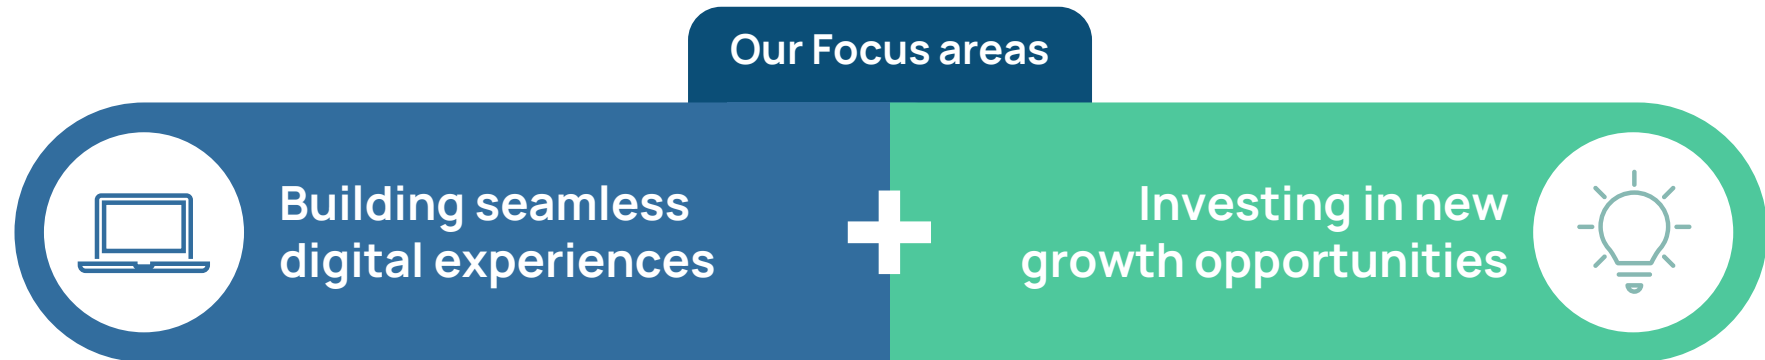 Our Focus areas
Building seamless
digital experiences
Investing in new
growth opportunities